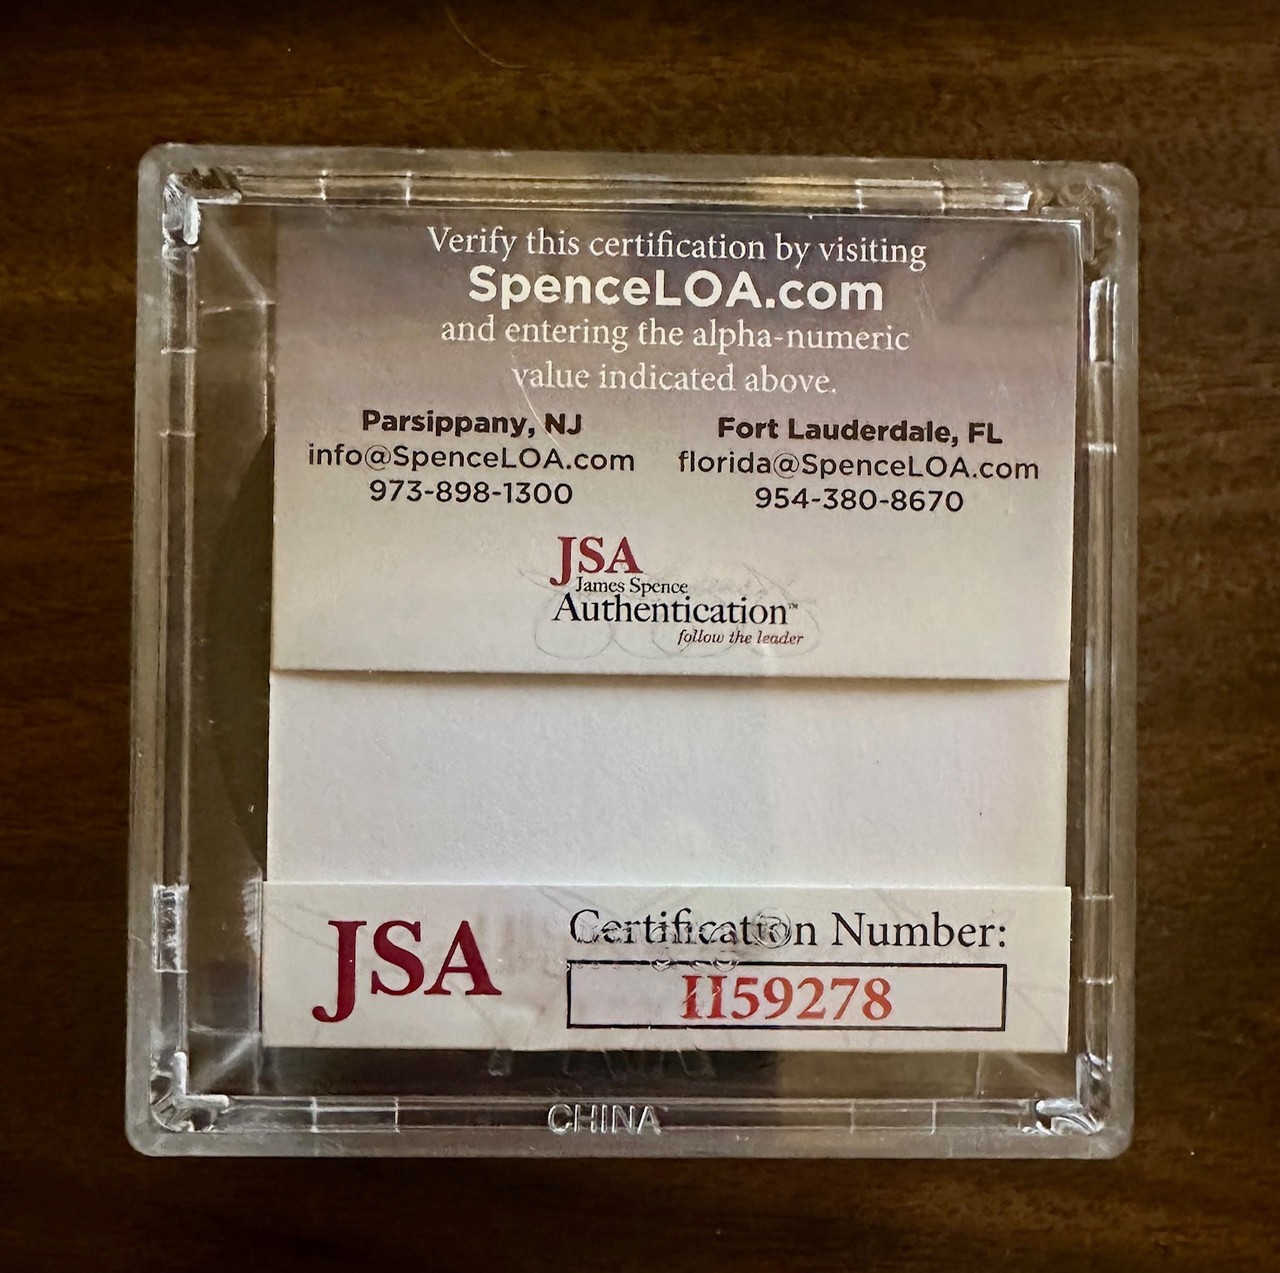 Verify this certification by visiting
SpenceLOA.com
and entering the alpha-numeric
value indicated above.
Parsippany, NJ
info@SpenceLOA.com
973-898-1300
Fort Lauderdale, FL
florida@SpenceLOA.com
954-380-8670
JSA
James Spence
Authentication™
follow the leader
JSA
Certification Number:
II59278
CHINA